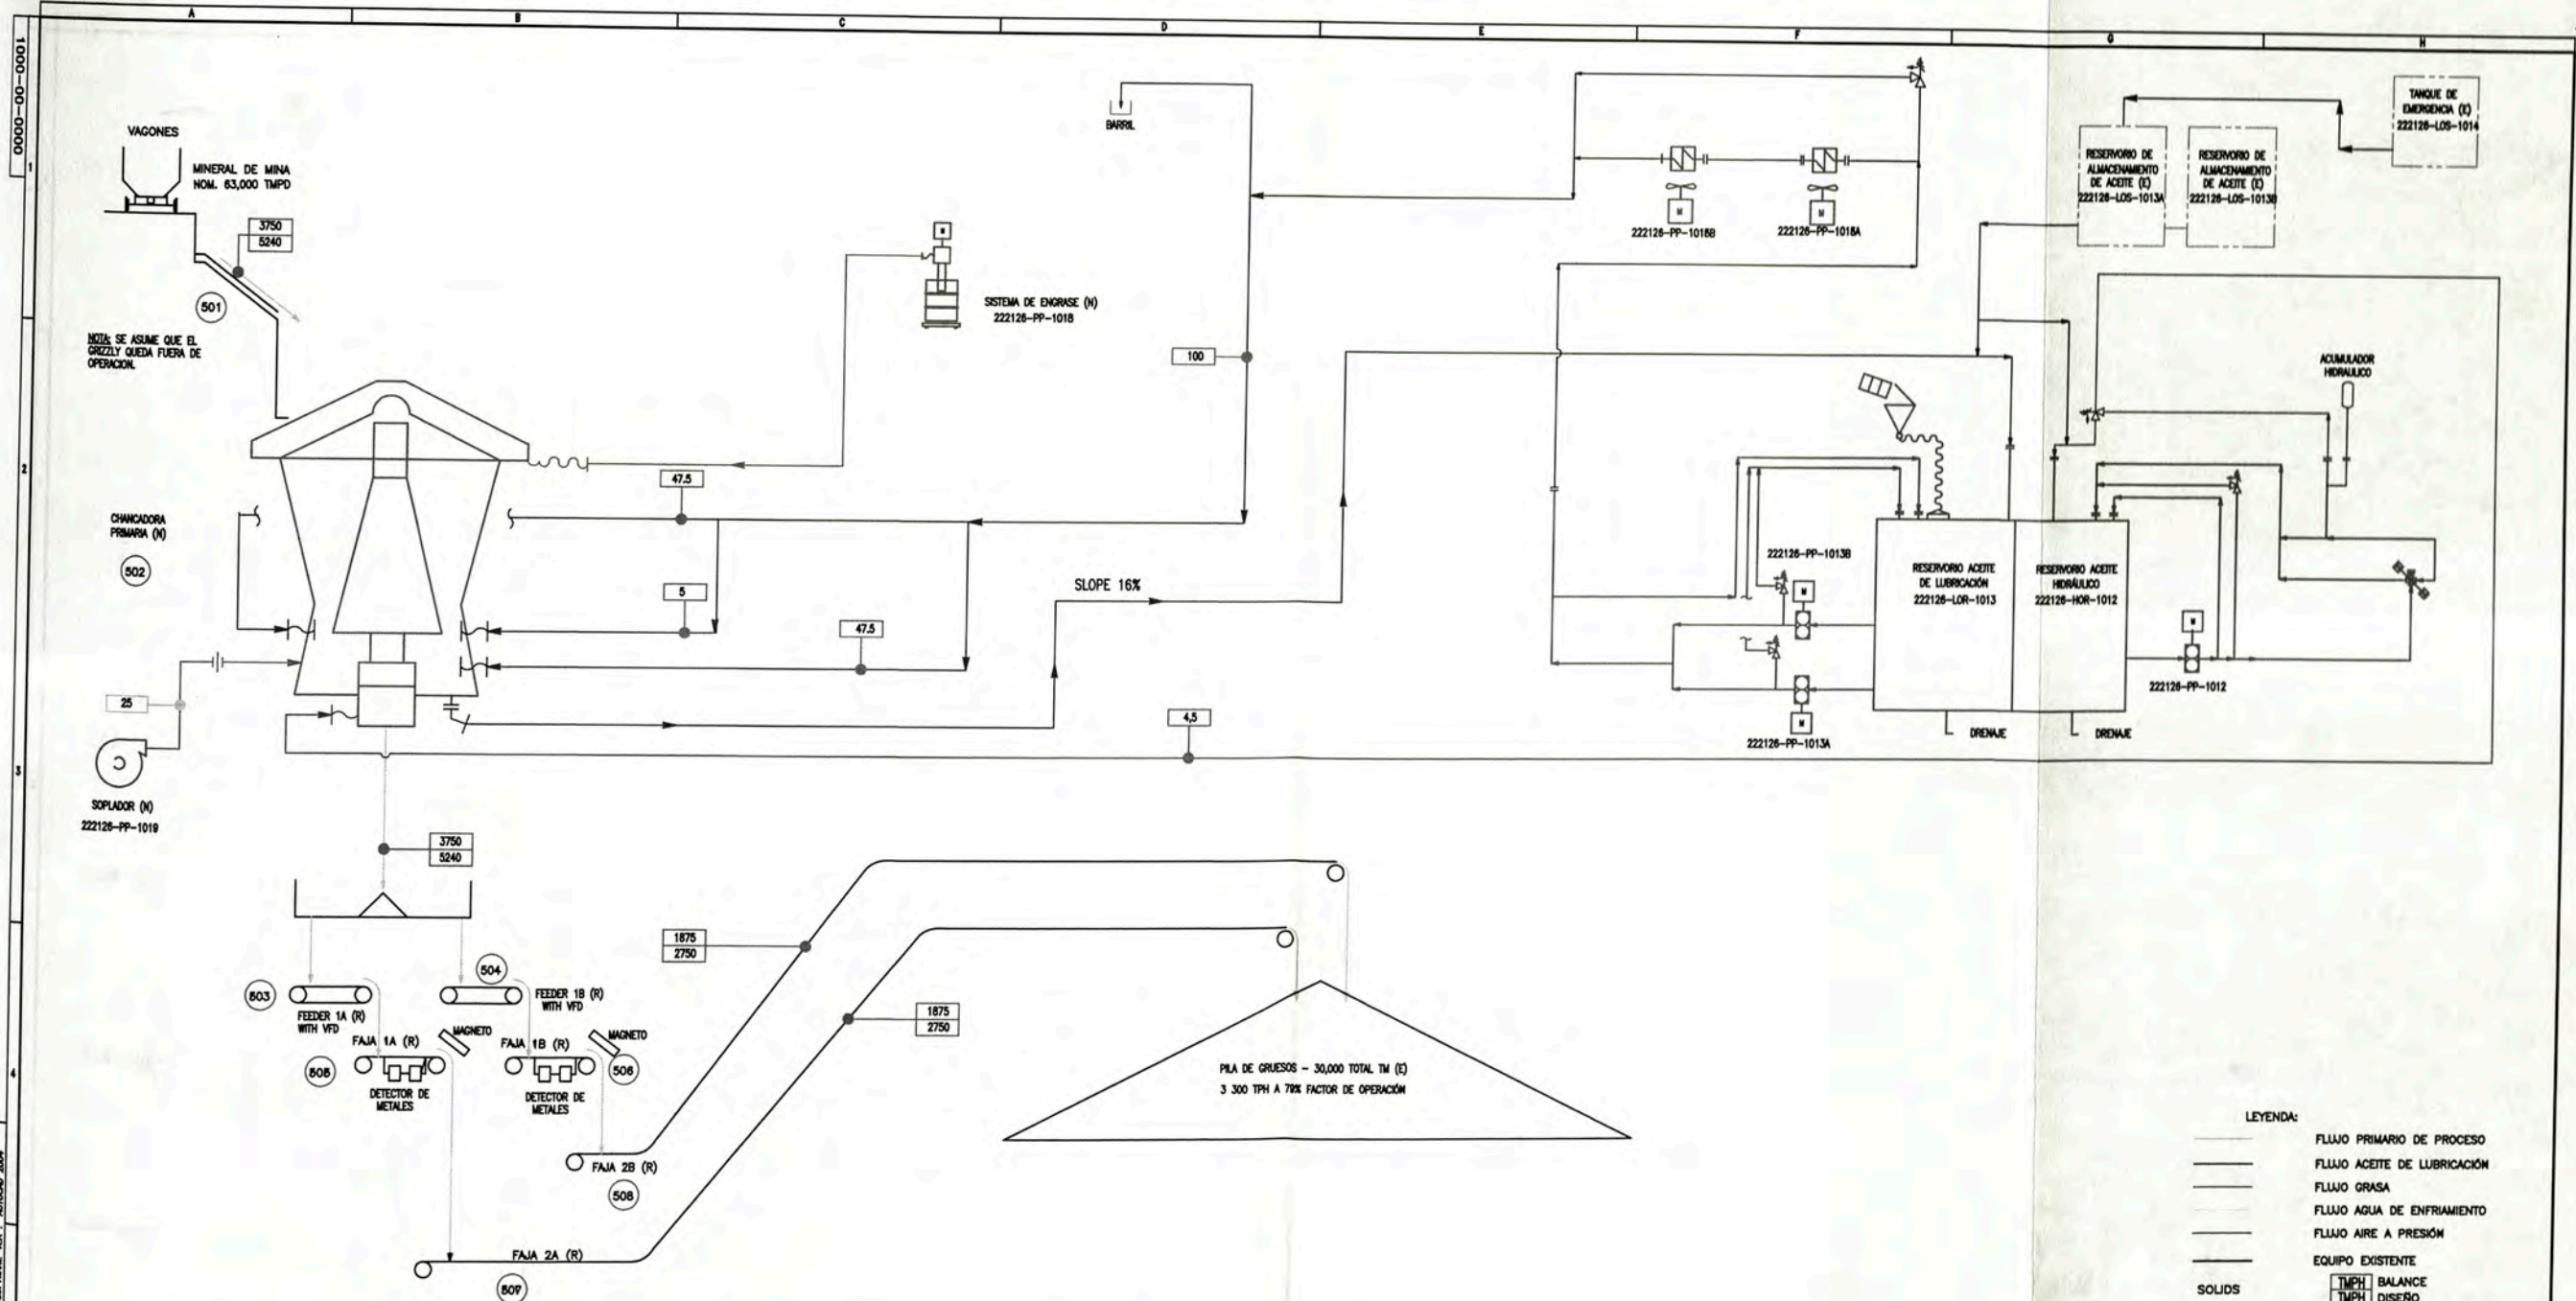 A
B
C
D
E
F
G
H
1000-00-0000
1
2
3
4
VAGONES
MINERAL DE MINA
NOM. 63,000 TMPD
3750
5240
501
NOTA: SE ASUME QUE EL
GRIZZLY QUEDA FUERA DE
OPERACION.
BARRIL
M
SISTEMA DE ENGRASE (N)
222126-PP-1018
100
M
222126-PP-1016B
M
222126-PP-1016A
TANQUE DE
EMERGENCIA (E)
222126-LOS-1014
RESERVORIO DE
ALMACENAMIENTO
DE ACEITE (E)
222126-LOS-1013A
RESERVORIO DE
ALMACENAMIENTO
DE ACEITE (E)
222126-LOS-1013B
ACUMULADOR
HIDRAULICO
CHANCADORA
PRIMARIA (N)
502
47.5
5
47.5
SLOPE 16%
25
4,5
SOPLADOR (N)
222126-PP-1019
222126-PP-1013B
M
M
222126-PP-1013A
RESERVORIO ACEITE
DE LUBRICACIÓN
222126-LOR-1013
RESERVORIO ACEITE
HIDRÁULICO
222126-HOR-1012
M
222126-PP-1012
DRENAJE
DRENAJE
3750
5240
1875
2750
1875
2750
503
FEEDER 1A (R)
WITH VFD
504
FEEDER 1B (R)
WITH VFD
FAJA 1A (R)
MAGNETO
505
DETECTOR DE
METALES
FAJA 1B (R)
MAGNETO
506
DETECTOR DE
METALES
FAJA 2B (R)
508
FAJA 2A (R)
507
PILA DE GRUESOS - 30,000 TOTAL TM (E)
3 300 TPH A 79% FACTOR DE OPERACIÓN
LEYENDA:
FLUJO PRIMARIO DE PROCESO
FLUJO ACEITE DE LUBRICACIÓN
FLUJO GRASA
FLUJO AGUA DE ENFRIAMIENTO
FLUJO AIRE A PRESIÓN
EQUIPO EXISTENTE
SOLIDS
TMPH BALANCE
TMPH DISEÑO